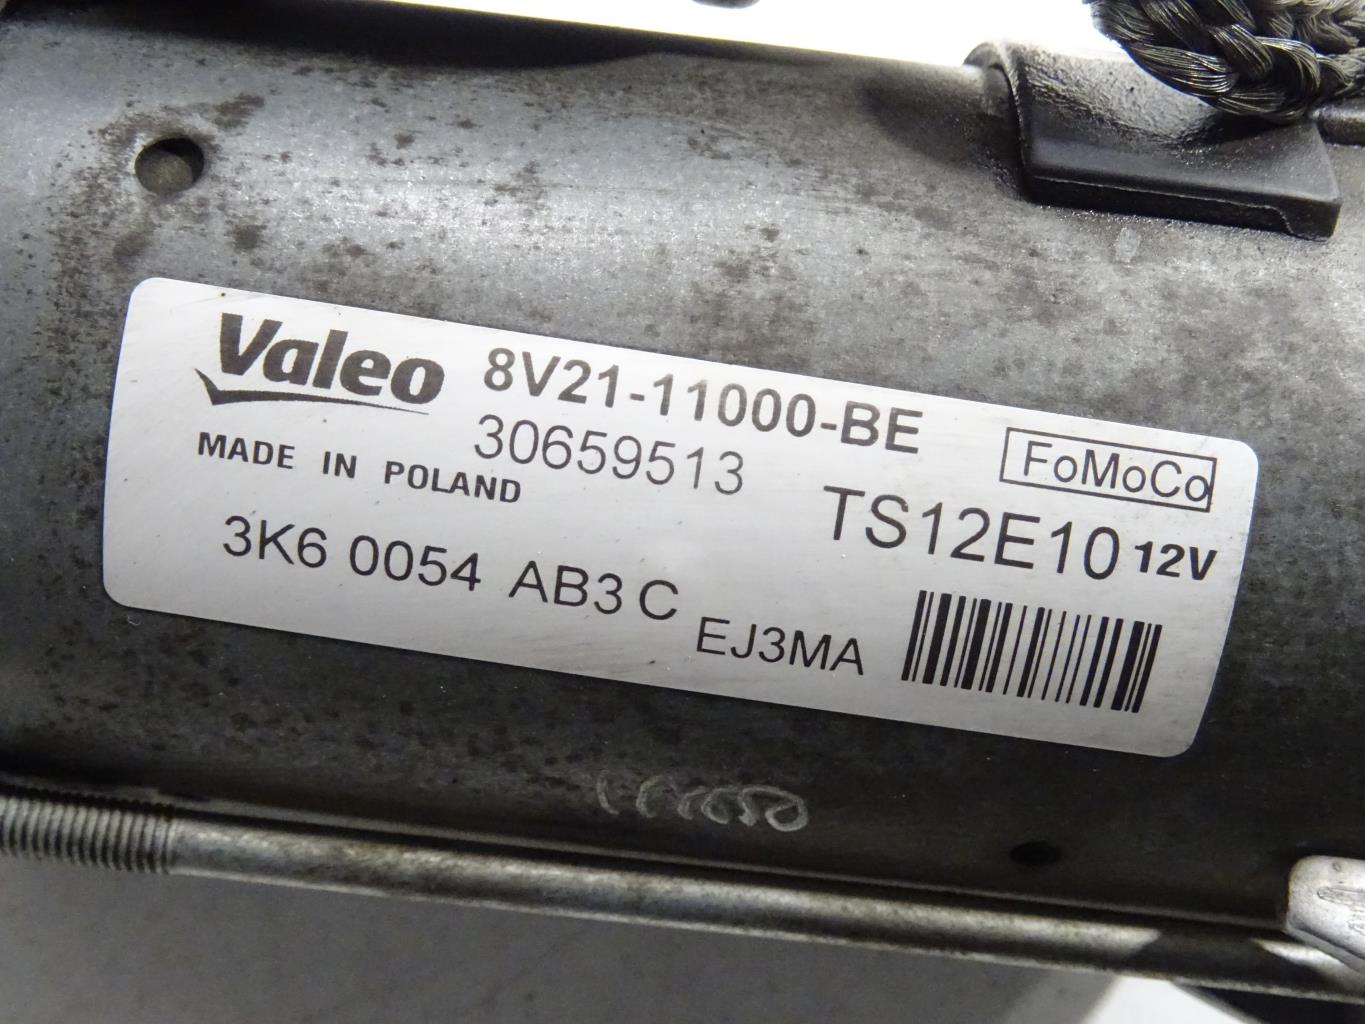 Valeo 8V21-11000-BE
30659513 FoMoCo
MADE IN POLAND TS12E10 12V
3K6 0054 AB3 C
EJ3MA